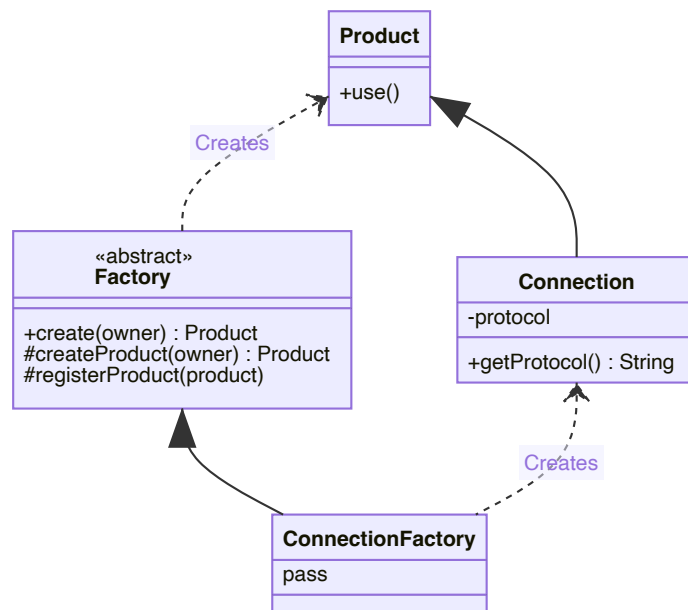 Product
+use()
Creates
«abstract»
Factory
+create(owner) : Product
#createProduct(owner) : Product
#registerProduct(product)
Connection
-protocol
+getProtocol() : String
Creates
ConnectionFactory
pass